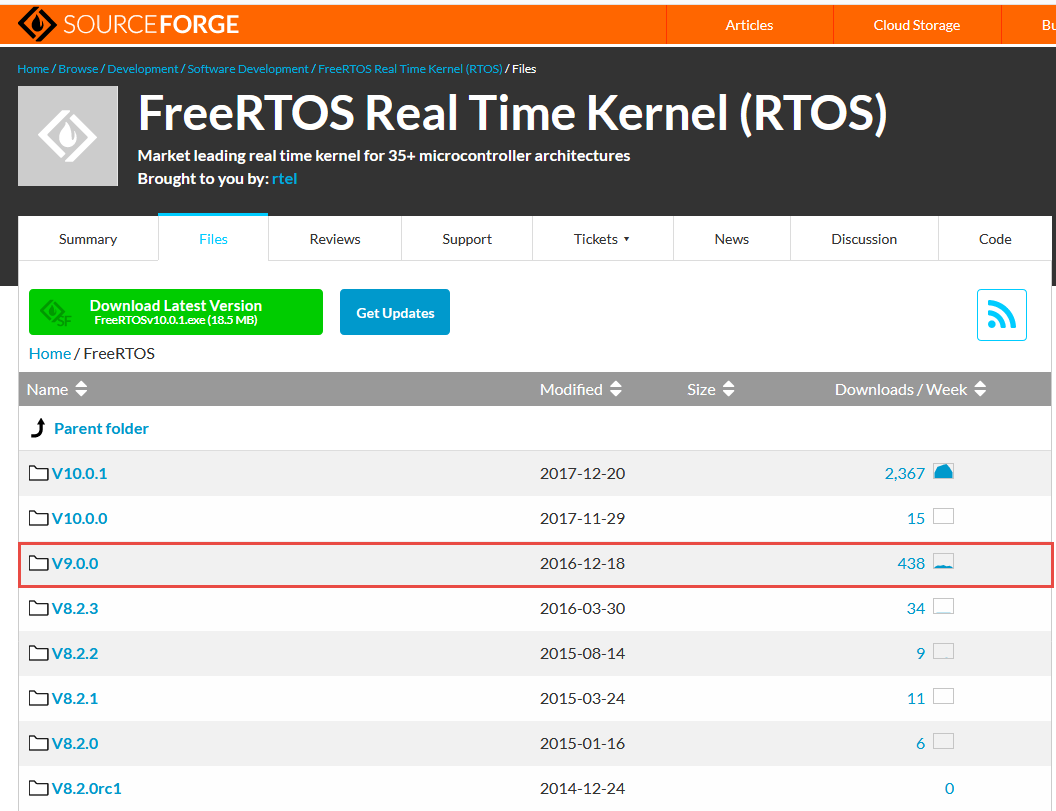 SOURCEFORGE Articles Cloud Storage Bu
Home / Browse / Development / Software Development / FreeRTOS Real Time Kernel (RTOS) / Files
FreeRTOS Real Time Kernel (RTOS)
Market leading real time kernel for 35+ microcontroller architectures
Brought to you by: rtel
Summary Files Reviews Support Tickets ▾ News Discussion Code
Download Latest Version
FreeRTOSv10.0.1.exe (18.5 MB)
SF
Get Updates
Home / FreeRTOS
Name Modified Size Downloads / Week
Parent folder
V10.0.1 2017-12-20 2,367
V10.0.0 2017-11-29 15
V9.0.0 2016-12-18 438
V8.2.3 2016-03-30 34
V8.2.2 2015-08-14 9
V8.2.1 2015-03-24 11
V8.2.0 2015-01-16 6
V8.2.0rc1 2014-12-24 0